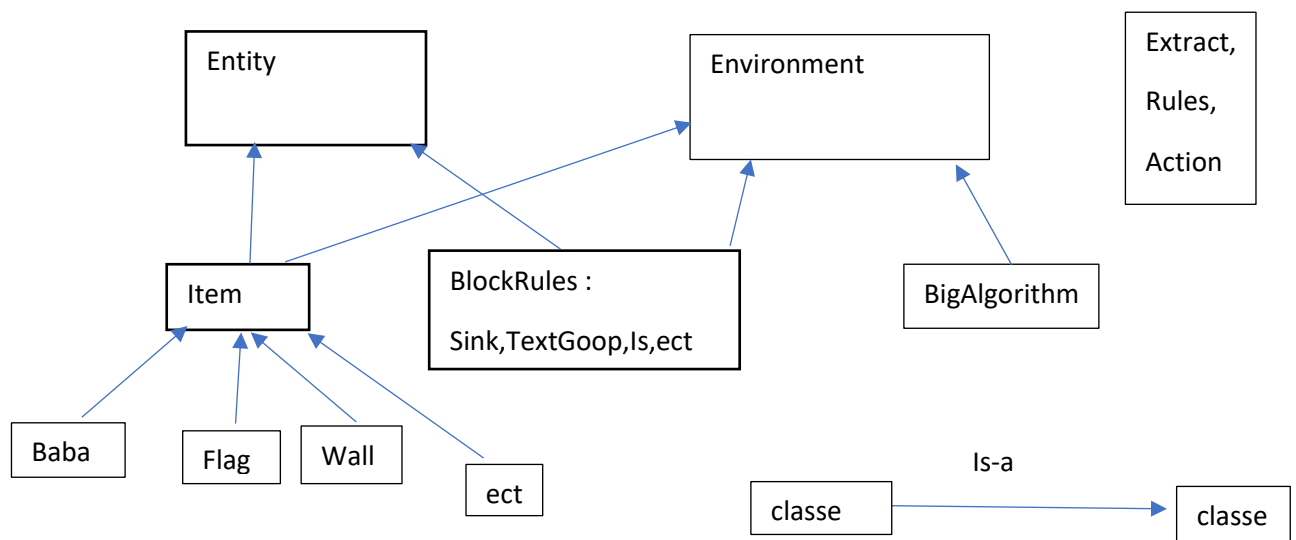 Entity
Environment
Extract,
Rules,
Action
Item
BlockRules :
Sink,TextGoop,Is,ect
BigAlgorithm
Baba
Flag
Wall
ect
Is-a
classe
classe